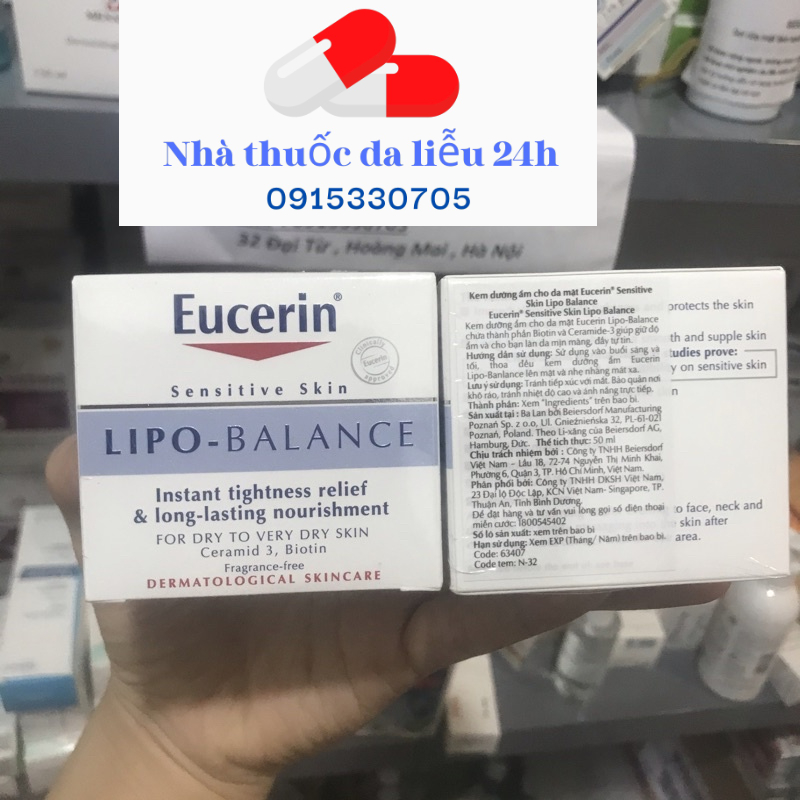 Nhà thuốc da liễu 24h
0915330705
32 Đại Từ , Hoàng Mai , Hà Nội
Eucerin®
Clinically
Eucerin
approved
Sensitive Skin
LIPO-BALANCE
Instant tightness relief
& long-lasting nourishment
FOR DRY TO VERY DRY SKIN
Ceramid 3, Biotin
Fragrance-free
DERMATOLOGICAL SKINCARE
Kem dưỡng ẩm cho da mặt Eucerin® Sensitive
Skin Lipo Balance
Eucerin® Sensitive Skin Lipo Balance
Kem dưỡng ẩm cho da mặt Eucerin Lipo-Balance
chưa thành phần Biotin và Ceramide-3 giúp giữ độ
ẩm và cho bạn làn da mịn màng, đầy tự tin.
Hướng dẫn sử dụng: Sử dụng vào buổi sáng và
tối, thoa đều kem dưỡng ẩm Eucerin
Lipo-Banlance lên mặt và nhẹ nhàng mát xa.
Lưu ý sử dụng: Tránh tiếp xúc với mắt. Bảo quản nơi
khô ráo, tránh nhiệt độ cao và ánh nắng trực tiếp.
Thành phần: Xem "Ingredients" trên bao bì.
Sản xuất tại : Ba Lan bởi Beiersdorf Manufacturing
Poznań Sp. z o.o, Ul. Gnieźnieńska 32, PL-61-021
Poznań, Poland. Theo Li-xăng của Beiersdorf AG,
Hamburg, Đức. Thể tích thực: 50 ml
Chịu trách nhiệm bởi : Công ty TNHH Beiersdorf
Việt Nam – Lầu 18, 72-74 Nguyễn Thị Minh Khai,
Phường 6, Quận 3, TP. Hồ Chí Minh, Việt Nam.
Phân phối bởi: Công ty TNHH DKSH Việt Nam,
23 Đại lộ Độc Lập, KCN Việt Nam- Singapore, TP.
Thuận An, Tỉnh Bình Dương.
Để đặt hàng và tư vấn vui lòng gọi số điện thoại
miễn cước: 1800545402
Số lô sản xuất: xem trên bao bì
Hạn sử dụng: Xem EXP (Tháng/ Năm) trên bao bì.
Code: 63407
Code tem: N-32
protects the skin
th and supple skin
tudies prove:
y on sensitive skin
to face, neck and
skin after
area.